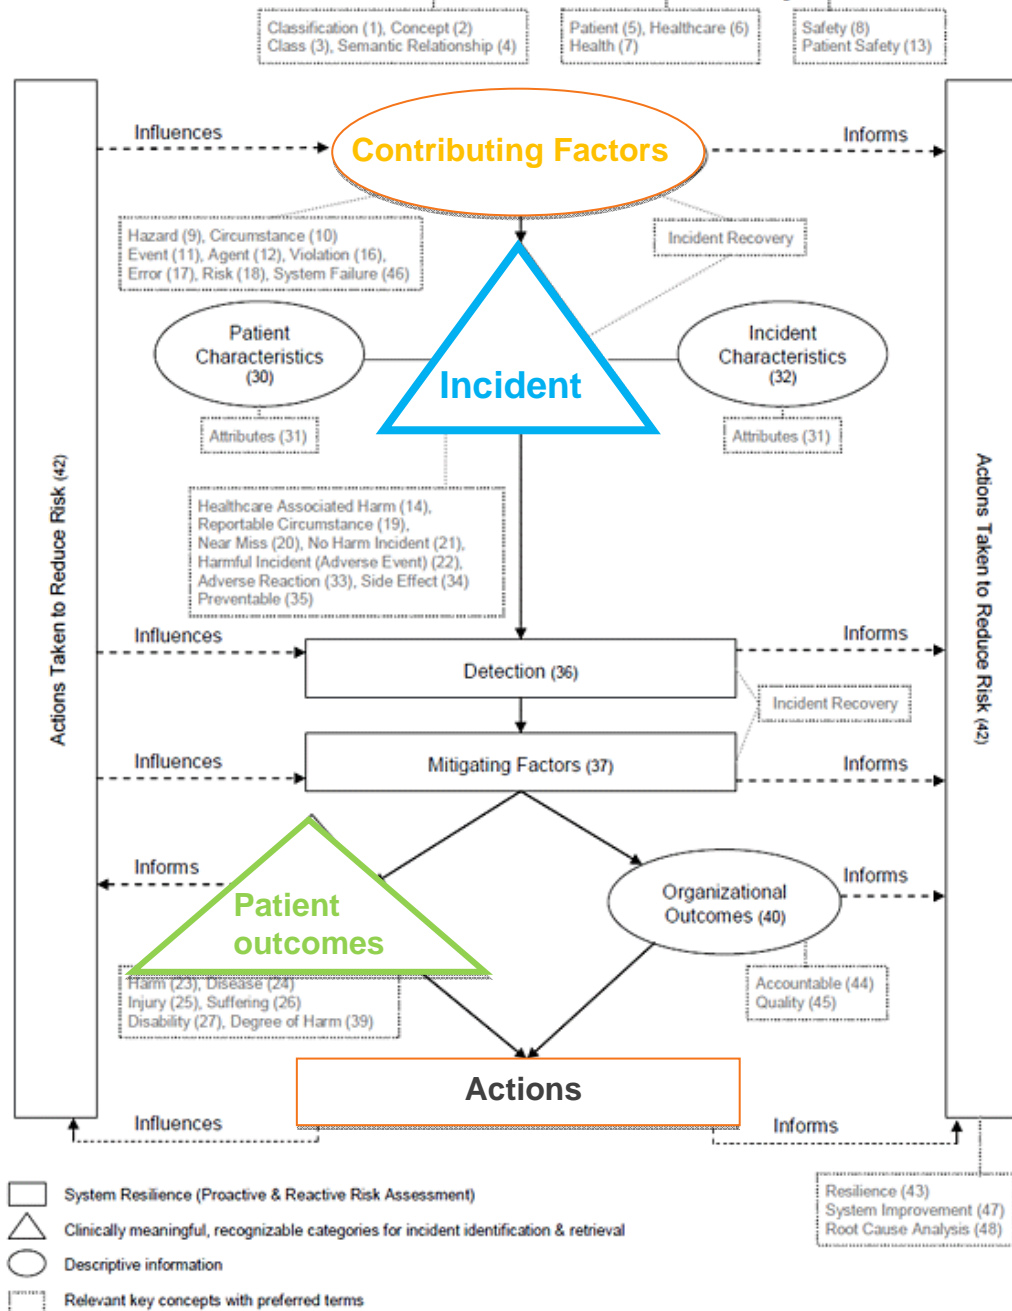 Classification (1), Concept (2)
Class (3), Semantic Relationship (4)
Patient (5), Healthcare (6)
Health (7)
Safety (8)
Patient Safety (13)
Influences
Contributing Factors
Informs
Hazard (9), Circumstance (10)
Event (11), Agent (12), Violation (16),
Error (17), Risk (18), System Failure (46)
Incident Recovery
Patient
Characteristics
(30)
Incident
Incident
Characteristics
(32)
Attributes (31)
Attributes (31)
Actions Taken to Reduce Risk (42)
Actions Taken to Reduce Risk (42)
Healthcare Associated Harm (14),
Reportable Circumstance (19),
Near Miss (20), No Harm Incident (21),
Harmful Incident (Adverse Event) (22),
Adverse Reaction (33), Side Effect (34)
Preventable (35)
Influences
Detection (36)
Informs
Incident Recovery
Influences
Mitigating Factors (37)
Informs
Informs
Patient
outcomes
Organizational
Outcomes (40)
Informs
Harm (23), Disease (24)
Injury (25), Suffering (26)
Disability (27), Degree of Harm (39)
Accountable (44)
Quality (45)
Actions
Influences
Informs
System Resilience (Proactive & Reactive Risk Assessment)
Clinically meaningful, recognizable categories for incident identification & retrieval
Descriptive information
Relevant key concepts with preferred terms
Resilience (43)
System Improvement (47)
Root Cause Analysis (48)